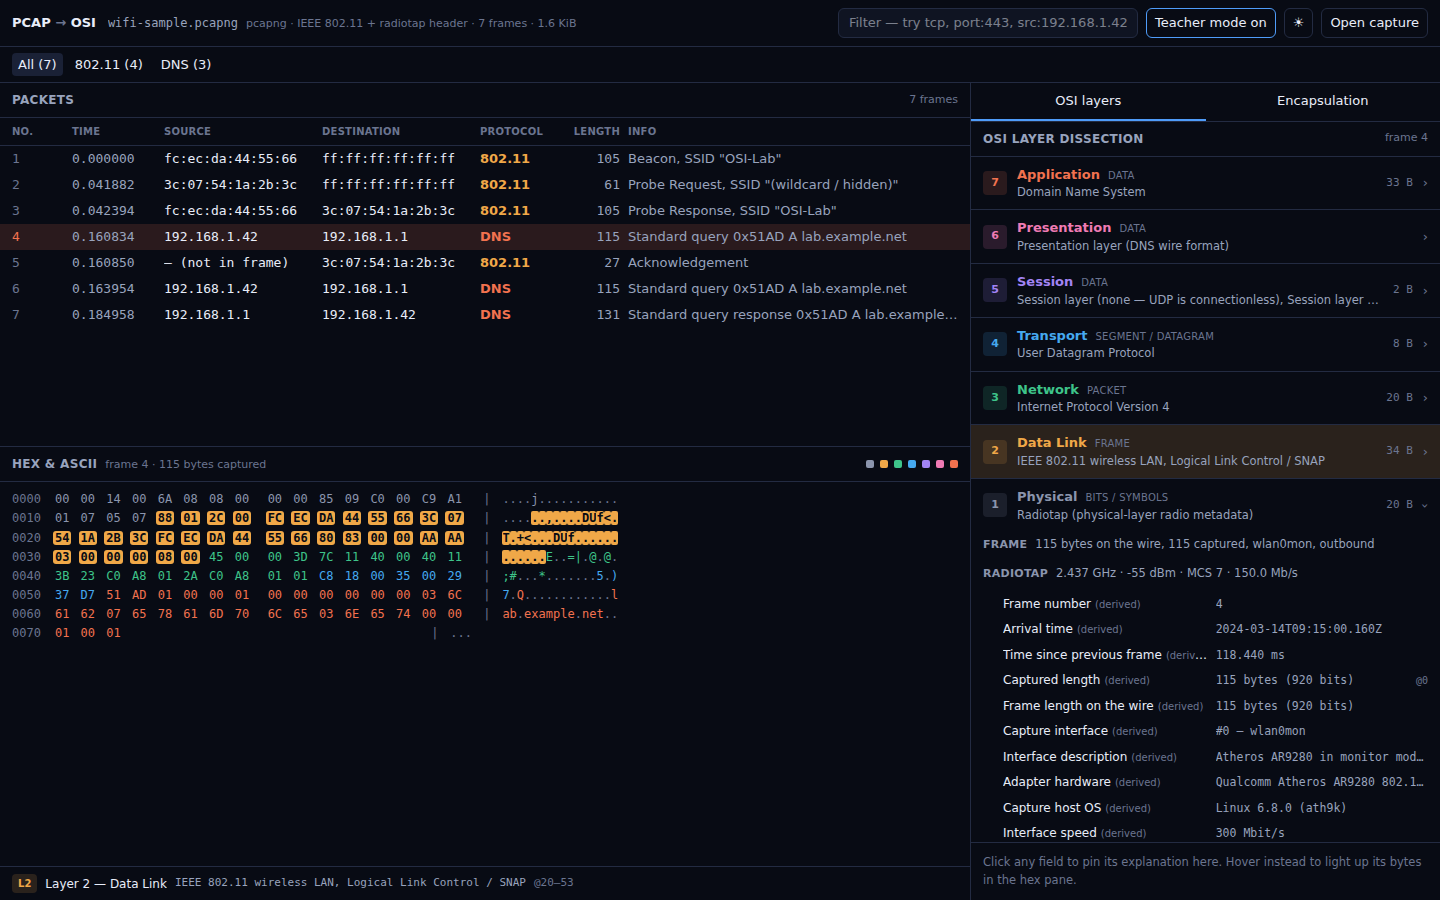 PCAP → OSI wifi-sample.pcapng pcapng · IEEE 802.11 + radiotap header · 7 frames · 1.6 KiB Filter — try tcp, port:443, src:192.168.1.42 Teacher mode on ☀ Open capture
All (7) 802.11 (4) DNS (3)
PACKETS 7 frames
NO. TIME SOURCE DESTINATION PROTOCOL LENGTH INFO
1 0.000000 fc:ec:da:44:55:66 ff:ff:ff:ff:ff:ff 802.11 105 Beacon, SSID "OSI-Lab"
2 0.041882 3c:07:54:1a:2b:3c ff:ff:ff:ff:ff:ff 802.11 61 Probe Request, SSID "(wildcard / hidden)"
3 0.042394 fc:ec:da:44:55:66 3c:07:54:1a:2b:3c 802.11 105 Probe Response, SSID "OSI-Lab"
4 0.160834 192.168.1.42 192.168.1.1 DNS 115 Standard query 0x51AD A lab.example.net
5 0.160850 — (not in frame) 3c:07:54:1a:2b:3c 802.11 27 Acknowledgement
6 0.163954 192.168.1.42 192.168.1.1 DNS 115 Standard query 0x51AD A lab.example.net
7 0.184958 192.168.1.1 192.168.1.42 DNS 131 Standard query response 0x51AD A lab.example…
HEX & ASCII frame 4 · 115 bytes captured
0000 00 00 14 00 6A 08 08 00 00 00 85 09 C0 00 C9 A1 | ....j...........
0010 01 07 05 07 88 01 2C 00 FC EC DA 44 55 66 3C 07 | ......,....DUf<.
0020 54 1A 2B 3C FC EC DA 44 55 66 80 83 00 00 AA AA | T.+<...DUf......
0030 03 00 00 00 08 00 45 00 00 3D 7C 11 40 00 40 11 | ......E..=|.@.@.
0040 3B 23 C0 A8 01 2A C0 A8 01 01 C8 18 00 35 00 29 | ;#...*.......5.)
0050 37 D7 51 AD 01 00 00 01 00 00 00 00 00 00 03 6C | 7.Q............l
0060 61 62 07 65 78 61 6D 70 6C 65 03 6E 65 74 00 00 | ab.example.net..
0070 01 00 01 | ...
L2 Layer 2 — Data Link IEEE 802.11 wireless LAN, Logical Link Control / SNAP @20–53
OSI layers Encapsulation
OSI LAYER DISSECTION frame 4
7 Application DATA 33 B ›
Domain Name System
6 Presentation DATA ›
Presentation layer (DNS wire format)
5 Session DATA 2 B ›
Session layer (none — UDP is connectionless), Session layer …
4 Transport SEGMENT / DATAGRAM 8 B ›
User Datagram Protocol
3 Network PACKET 20 B ›
Internet Protocol Version 4
2 Data Link FRAME 34 B ›
IEEE 802.11 wireless LAN, Logical Link Control / SNAP
1 Physical BITS / SYMBOLS 20 B ›
Radiotap (physical-layer radio metadata)
FRAME 115 bytes on the wire, 115 captured, wlan0mon, outbound
RADIOTAP 2.437 GHz · -55 dBm · MCS 7 · 150.0 Mb/s
Frame number (derived) 4
Arrival time (derived) 2024-03-14T09:15:00.160Z
Time since previous frame (deriv… 118.440 ms
Captured length (derived) 115 bytes (920 bits) @0
Frame length on the wire (derived) 115 bytes (920 bits)
Capture interface (derived) #0 — wlan0mon
Interface description (derived) Atheros AR9280 in monitor mod…
Adapter hardware (derived) Qualcomm Atheros AR9280 802.1…
Capture host OS (derived) Linux 6.8.0 (ath9k)
Interface speed (derived) 300 Mbit/s
Click any field to pin its explanation here. Hover instead to light up its bytes
in the hex pane.